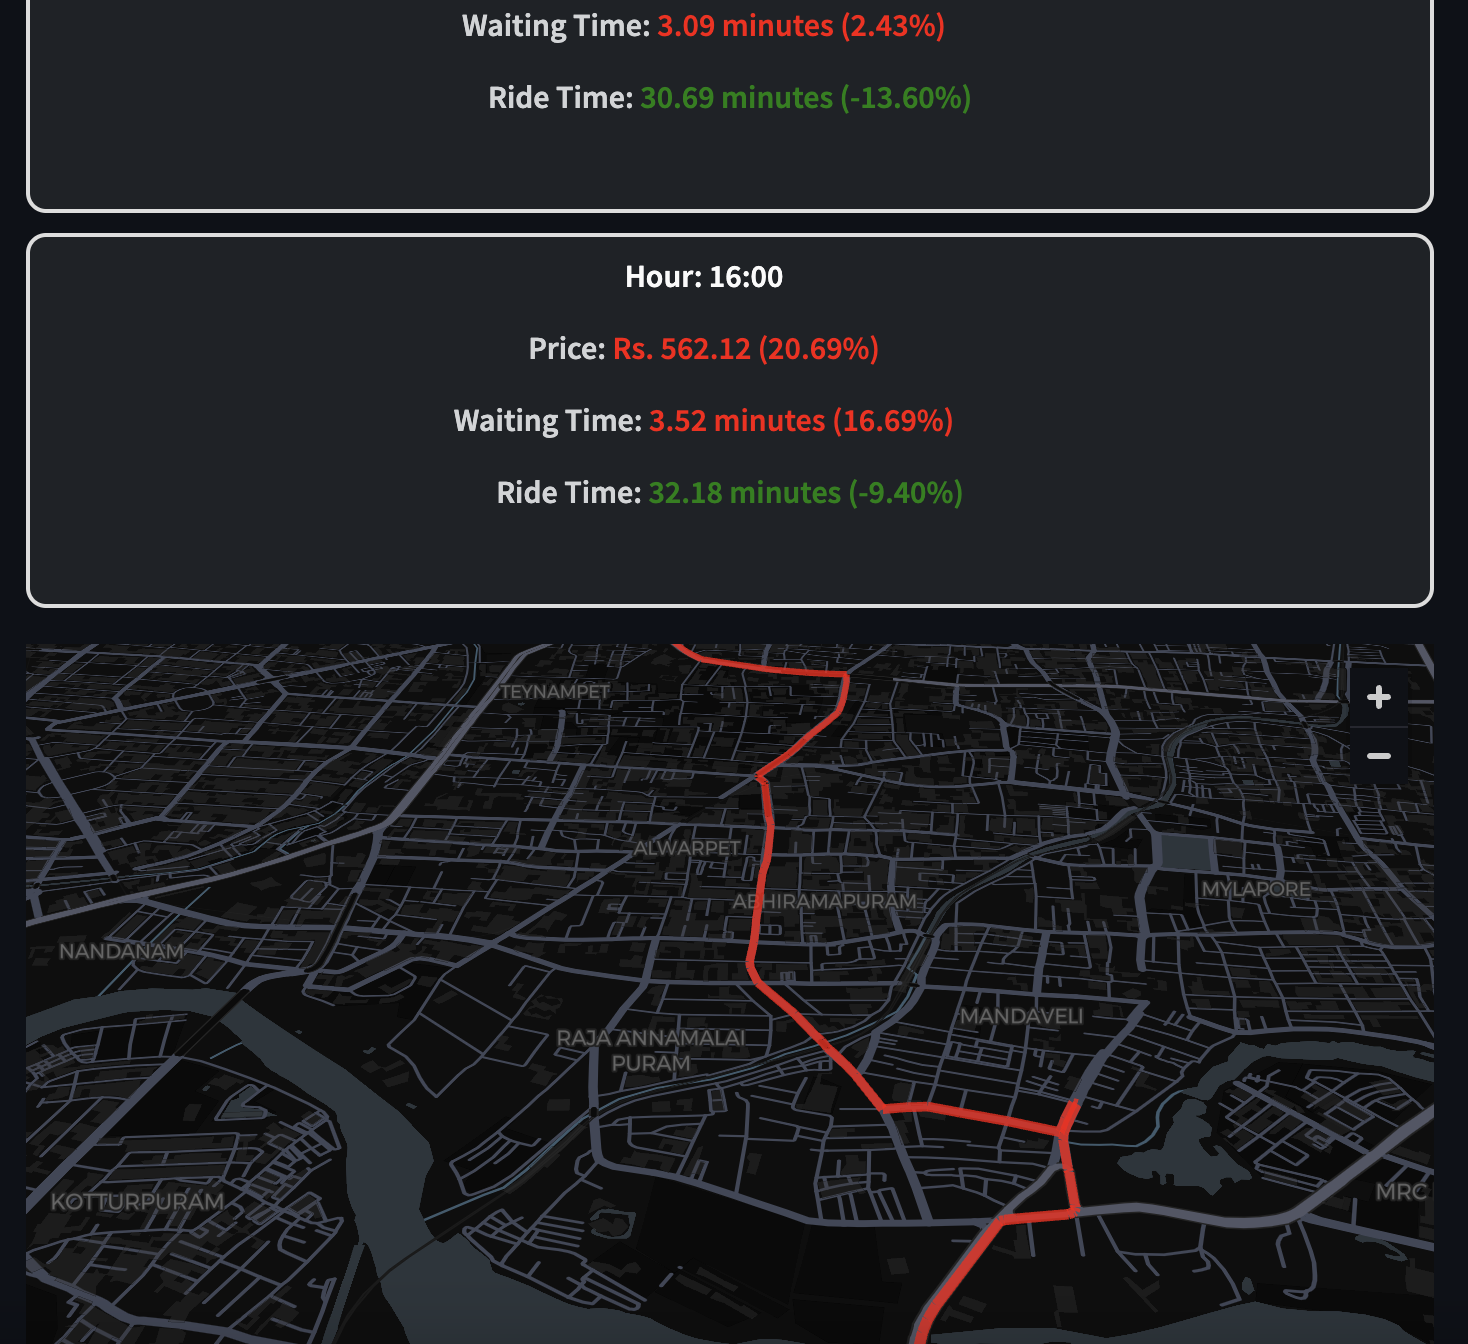 Waiting Time: 3.09 minutes (2.43%)
Ride Time: 30.69 minutes (-13.60%)
Hour: 16:00
Price: Rs. 562.12 (20.69%)
Waiting Time: 3.52 minutes (16.69%)
Ride Time: 32.18 minutes (-9.40%)
TEYNAMPET
+
−
ALWARPET
MYLAPORE
ABHIRAMAPURAM
NANDANAM
MANDAVELI
RAJA ANNAMALAI
PURAM
KOTTURPURAM
MRC